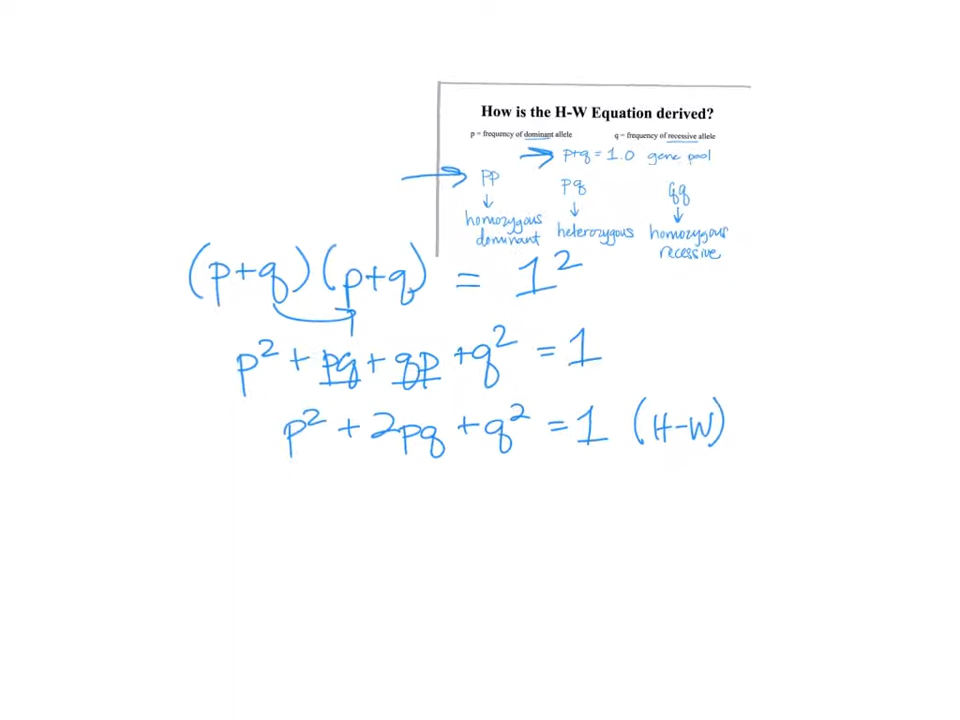 How is the H-W Equation derived?
p = frequency of dominant allele q = frequency of recessive allele
p+q = 1.0 gene pool
pp pq qq
homozygous dominant heterozygous homozygous recessive
(p+q)(p+q) = 1²
p² + pq + qp + q² = 1
p² + 2pq + q² = 1 (H-W)